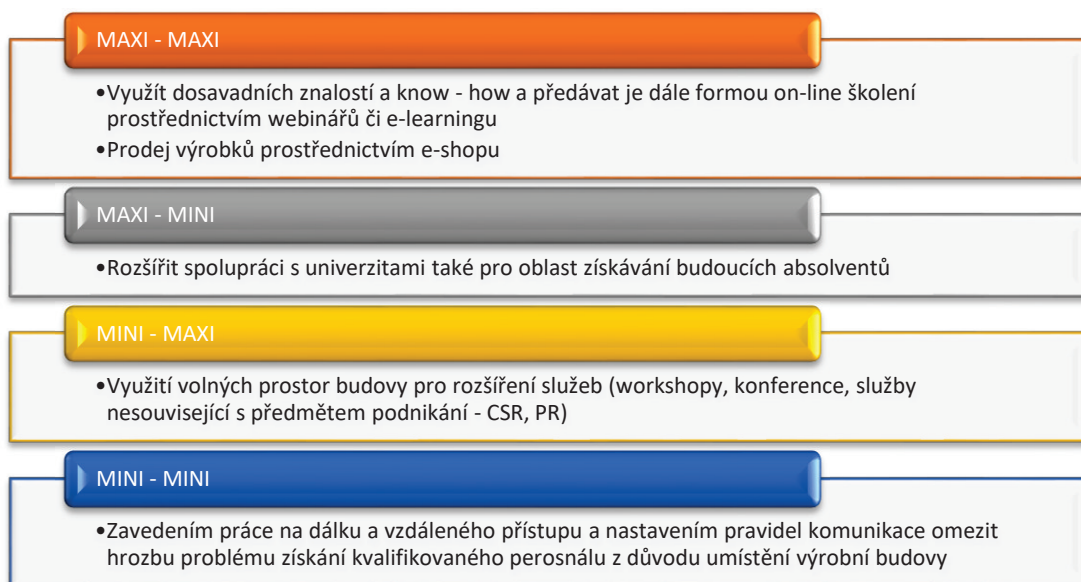 MAXI - MAXI
•Využít dosavadních znalostí a know - how a předávat je dále formou on-line školení
prostřednictvím webinářů či e-learningu
•Prodej výrobků prostřednictvím e-shopu
MAXI - MINI
•Rozšířit spolupráci s univerzitami také pro oblast získávání budoucích absolventů
MINI - MAXI
•Využití volných prostor budovy pro rozšíření služeb (workshopy, konference, služby
nesouvisející s předmětem podnikání - CSR, PR)
MINI - MINI
•Zavedením práce na dálku a vzdáleného přístupu a nastavením pravidel komunikace omezit
hrozbu problému získání kvalifikovaného perosnálu z důvodu umístění výrobní budovy